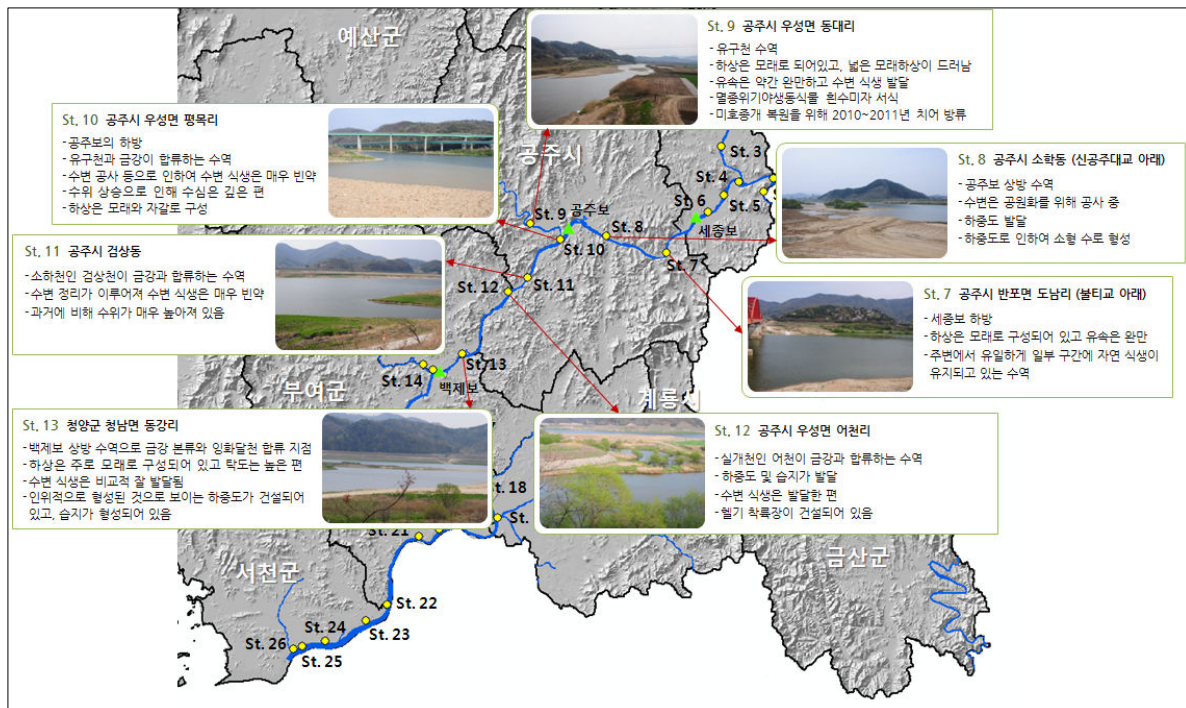 예산군
공주시
St. 9 공주시 우성면 동대리
- 유구천 수역
- 하상은 모래로 되어있고, 넓은 모래하상이 드러남
- 유속은 약간 완만하고 수변 식생 발달
- 멸종위기야생동식물 흰수마자 서식
- 미호종개 복원을 위해 2010~2011년 치어 방류
St. 10 공주시 우성면 평목리
- 공주보의 하방
- 유구천과 금강이 합류하는 수역
- 수변 공사 등으로 인하여 수변 식생은 매우 빈약
- 수위 상승으로 인해 수심은 깊은 편
- 하상은 모래와 자갈로 구성
St. 8 공주시 소학동 (신공주대교 아래)
- 공주보 상방 수역
- 수변은 공원화를 위해 공사 중
- 하중도 발달
- 하중도로 인하여 소형 수로 형성
St. 11 공주시 검상동
- 소하천인 검상천이 금강과 합류하는 수역
- 수변 정리가 이루어져 수변 식생은 매우 빈약
- 과거에 비해 수위가 매우 높아져 있음
St. 7 공주시 반포면 도남리 (불티교 아래)
- 세종보 하방
- 하상은 모래로 구성되어 있고 유속은 완만
- 주변에서 유일하게 일부 구간에 자연 식생이
유지되고 있는 수역
St. 13 청양군 청남면 동강리
- 백제보 상방 수역으로 금강 본류와 잉화달천 합류 지점
- 하상은 주로 모래로 구성되어 있고 탁도는 높은 편
- 수변 식생은 비교적 잘 발달됨
- 인위적으로 형성된 것으로 보이는 하중도가 건설되어
있고, 습지가 형성되어 있음
St. 12 공주시 우성면 어천리
- 실개천인 어천이 금강과 합류하는 수역
- 하중도 및 습지가 발달
- 수변 식생은 발달한 편
- 헬기 착륙장이 건설되어 있음
St. 3
St. 4
St. 5
St. 6
세종보
St. 7
St. 8
공주보
St. 9
St. 10
St. 11
St. 12
St. 13
St. 14
백제보
부여군
계룡시
St. 18
St.
St. 21
서천군
금산군
St. 22
St. 23
St. 24
St. 25
St. 26